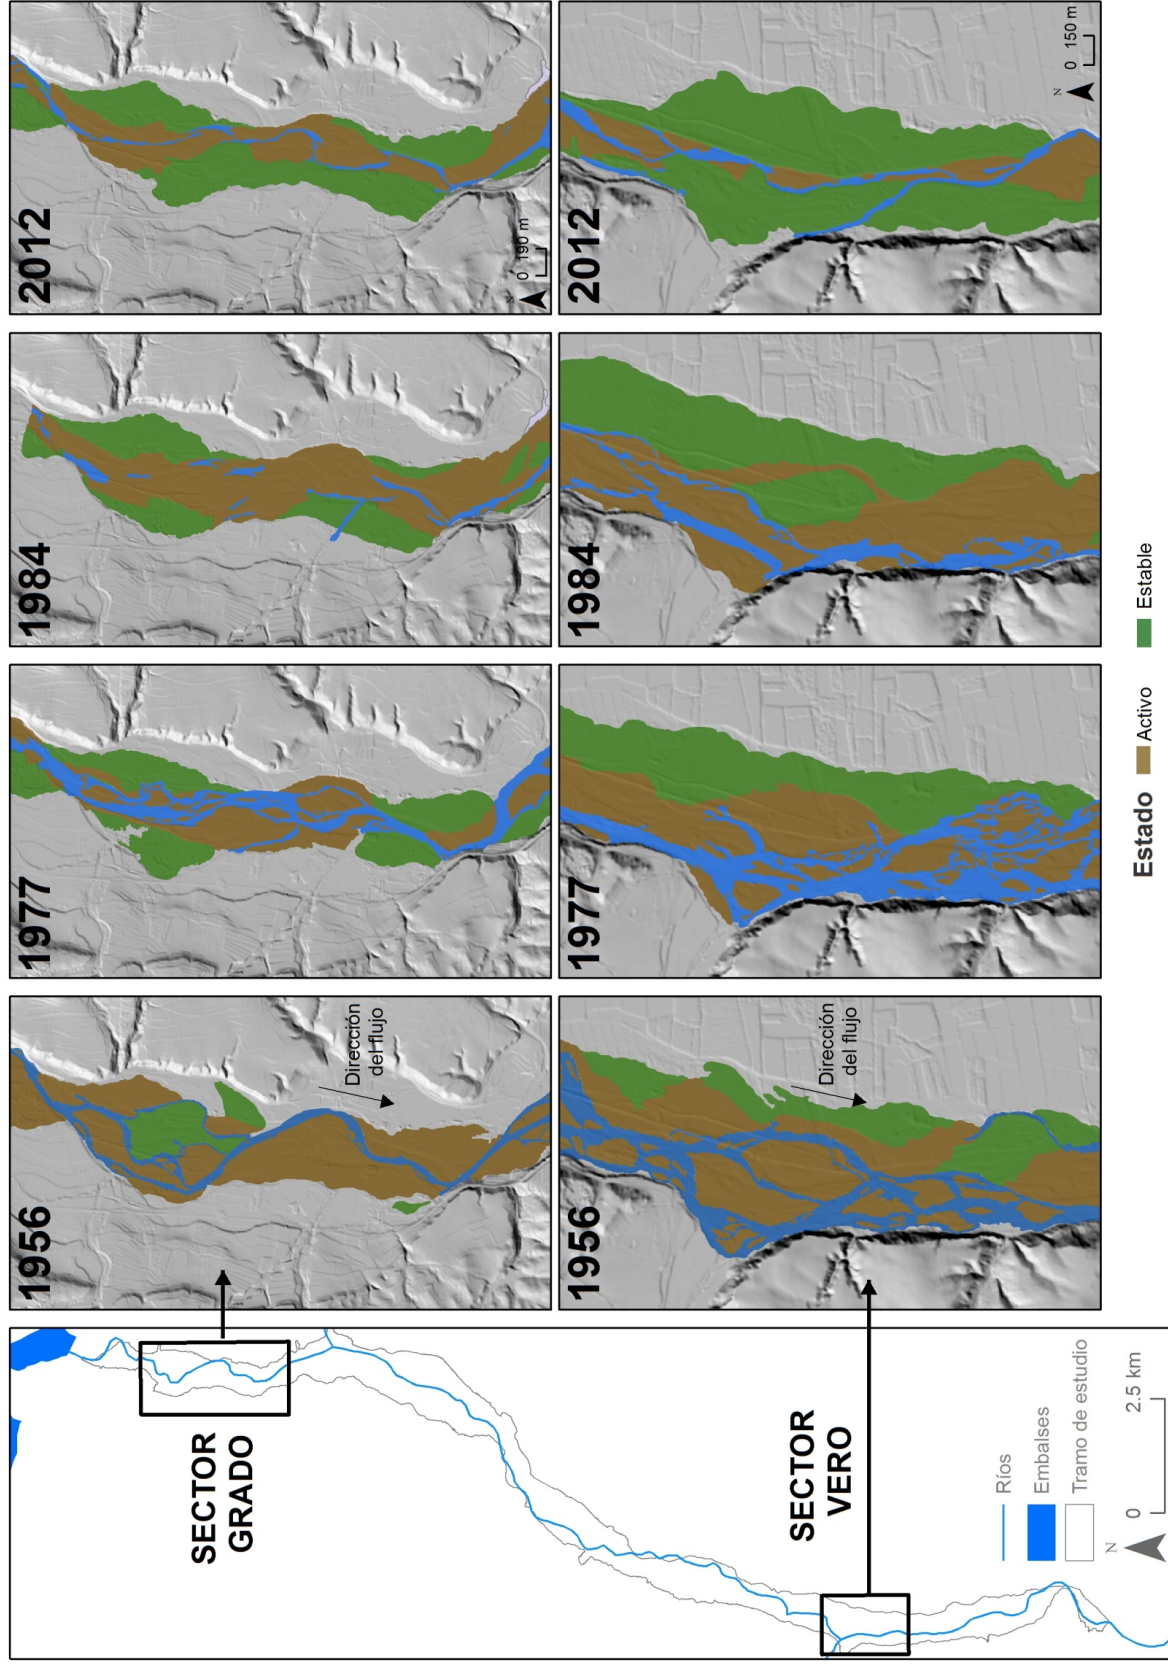 SECTOR
GRADO
SECTOR
VERO
Ríos
Embalses
Tramo de estudio
N
0 2.5 km
1956
Dirección
del flujo
1977
1984
2012
N
0 190 m
1956
Dirección
del flujo
1977
1984
2012
N
0 150 m
Estado
Activo
Estable